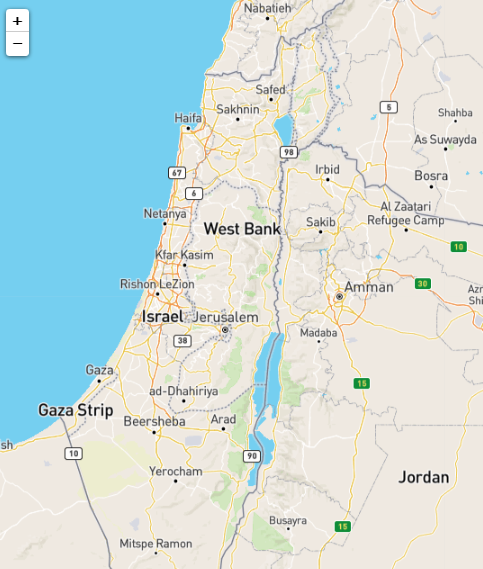 +
−
Nabatieh
Safed
5
Shahba
Sakhnin
Haifa
As Suwayda
98
Irbid
67
Bosra
6
Al Zaatari
Refugee Camp
Netanya
Sakib
West Bank
10
Kfar Kasim
Rishon LeZion
Amman
30
Azr
Shi
Israel
Jerusalem
Madaba
38
Gaza
15
ad-Dhahiriya
Gaza Strip
Beersheba
Arad
sh
10
90
Yerocham
Jordan
Busayra
15
Mitspe Ramon